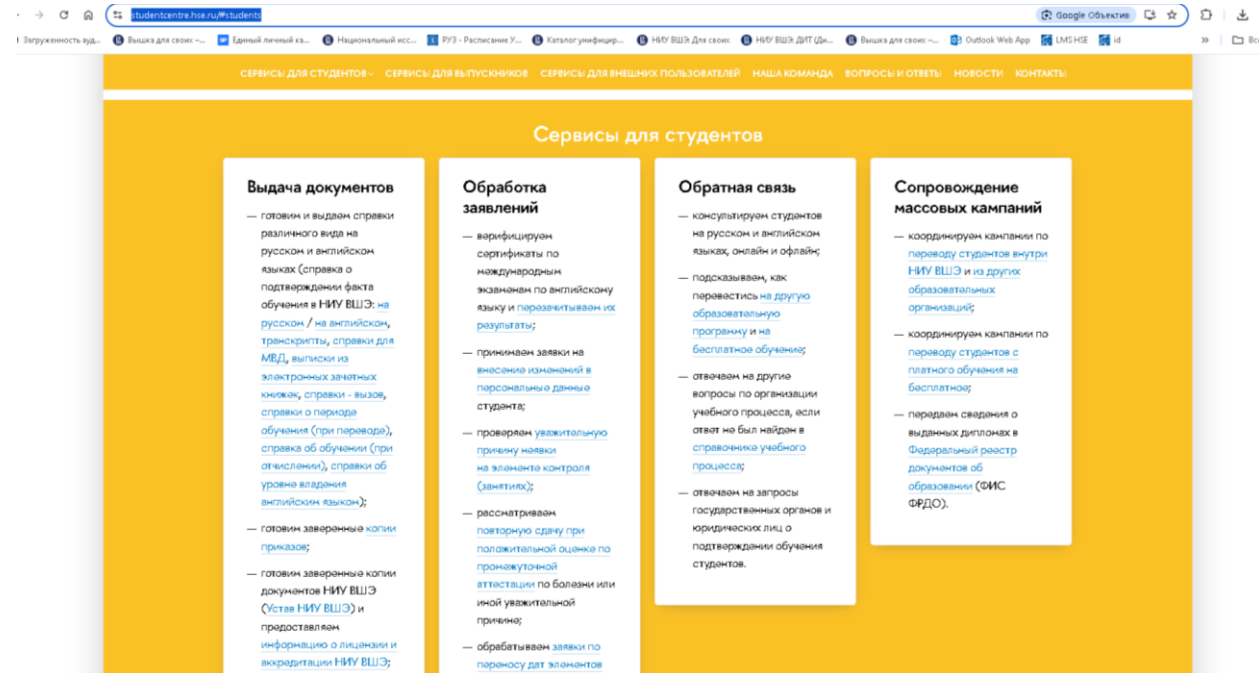 studentcentre.hse.ru/#students
Google Объектив
Загруженность ауд...
Вышка для своих –...
Единый личный ка...
Национальный исс...
РУЗ - Расписание У...
Каталог унифицир...
НИУ ВШЭ: Для своих
НИУ ВШЭ: ДИТ (Ди...
Вышка для своих –...
Outlook Web App
LMS HSE
id
»
Вс
СЕРВИСЫ ДЛЯ СТУДЕНТОВ
СЕРВИСЫ ДЛЯ ВЫПУСКНИКОВ
СЕРВИСЫ ДЛЯ ВНЕШНИХ ПОЛЬЗОВАТЕЛЕЙ
НАША КОМАНДА
ВОПРОСЫ И ОТВЕТЫ
НОВОСТИ
КОНТАКТЫ
Сервисы для студентов
Выдача документов
— готовим и выдаем справки
различного вида на
русском и английском
языках (справка о
подтверждении факта
обучения в НИУ ВШЭ: на
русском / на английском,
транскрипты, справки для
МВД, выписки из
электронных зачетных
книжек, справки - вызов,
справки о периоде
обучения (при переводе),
справка об обучении (при
отчислении), справки об
уровне владения
английским языком);
— готовим заверенные копии
приказов;
— готовим заверенные копии
документов НИУ ВШЭ
(Устав НИУ ВШЭ) и
предоставляем
информацию о лицензии и
аккредитации НИУ ВШЭ;
Обработка
заявлений
— верифицируем
сертификаты по
международным
экзаменам по английскому
языку и перезачитываем их
результаты;
— принимаем заявки на
внесение изменений в
персональные данные
студента;
— проверяем уважительную
причину неявки
на элементе контроля
(занятиях);
— рассматриваем
повторную сдачу при
положительной оценке по
промежуточной
аттестации по болезни или
иной уважительной
причине;
— обрабатываем заявки по
переносу дат элементов
Обратная связь
— консультируем студентов
на русском и английском
языках, онлайн и офлайн;
— подсказываем, как
перевестись на другую
образовательную
программу и на
бесплатное обучение;
— отвечаем на другие
вопросы по организации
учебного процесса, если
ответ не был найден в
справочнике учебного
процесса;
— отвечаем на запросы
государственных органов и
юридических лиц о
подтверждении обучения
студентов.
Сопровождение
массовых кампаний
— координируем кампании по
переводу студентов внутри
НИУ ВШЭ и из других
образовательных
организаций;
— координируем кампании по
переводу студентов с
платного обучения на
бесплатное;
— передаем сведения о
выданных дипломах в
Федеральный реестр
документов об
образовании (ФИС
ФРДО).